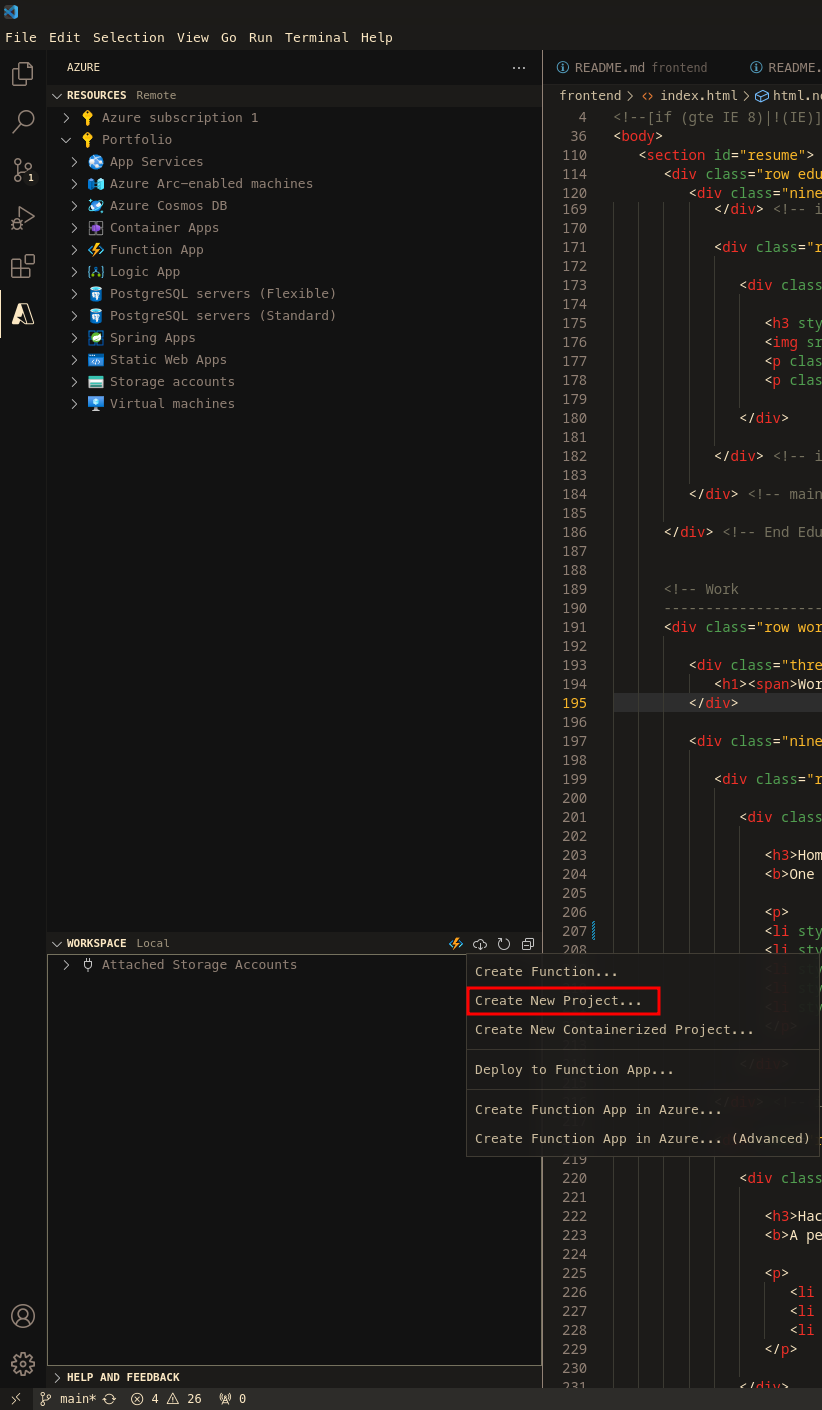 File Edit Selection View Go Run Terminal Help
AZURE ...
RESOURCES Remote
Azure subscription 1
Portfolio
App Services
Azure Arc-enabled machines
Azure Cosmos DB
Container Apps
Function App
Logic App
PostgreSQL servers (Flexible)
PostgreSQL servers (Standard)
Spring Apps
Static Web Apps
Storage accounts
Virtual machines
1
WORKSPACE Local
Attached Storage Accounts
HELP AND FEEDBACK
README.md frontend README.
frontend > <> index.html > html.no
4 <!--[if (gte IE 8)|!(IE)]
36 <body>
110 <section id="resume">
114 <div class="row edu
120 <div class="nine
169 </div> <!-- i
170
171 <div class="r
172
173 <div class
174
175 <h3 sty
176 <img sr
177 <p clas
178 <p clas
179
180 </div>
181
182 </div> <!-- i
183
184 </div> <!-- main
185
186 </div> <!-- End Edu
187
188
189 <!-- Work
190 -------------------
191 <div class="row wor
192
193 <div class="thre
194 <h1><span>Wor
195 </div>
196
197 <div class="nine
198
199 <div class="r
200
201 <div class
202
203 <h3>Hom
204 <b>One
205
206 <p>
207 <li sty
208 <li sty
Create Function...
Create New Project...
Create New Containerized Project...
Deploy to Function App...
Create Function App in Azure...
Create Function App in Azure... (Advanced)
219
220 <div class
221
222 <h3>Hac
223 <b>A pe
224
225 <p>
226 <li
227 <li
228 <li
229 </p>
230
231 </div>
main* 4 26 0